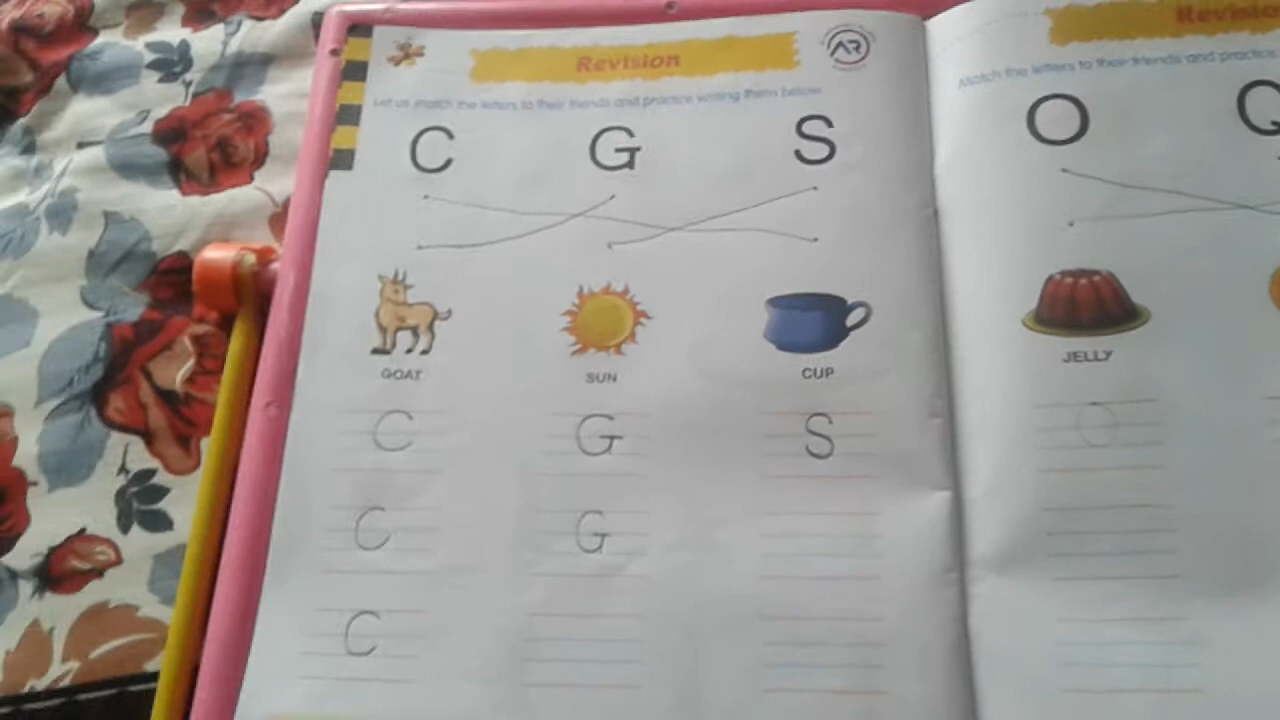 Revision
Let us match the letters to their friends and practice writing them below
C G S
GOAT SUN CUP
C G S
C G
C
Revision
Match the letters to their friends and practice
O Q
JELLY
O